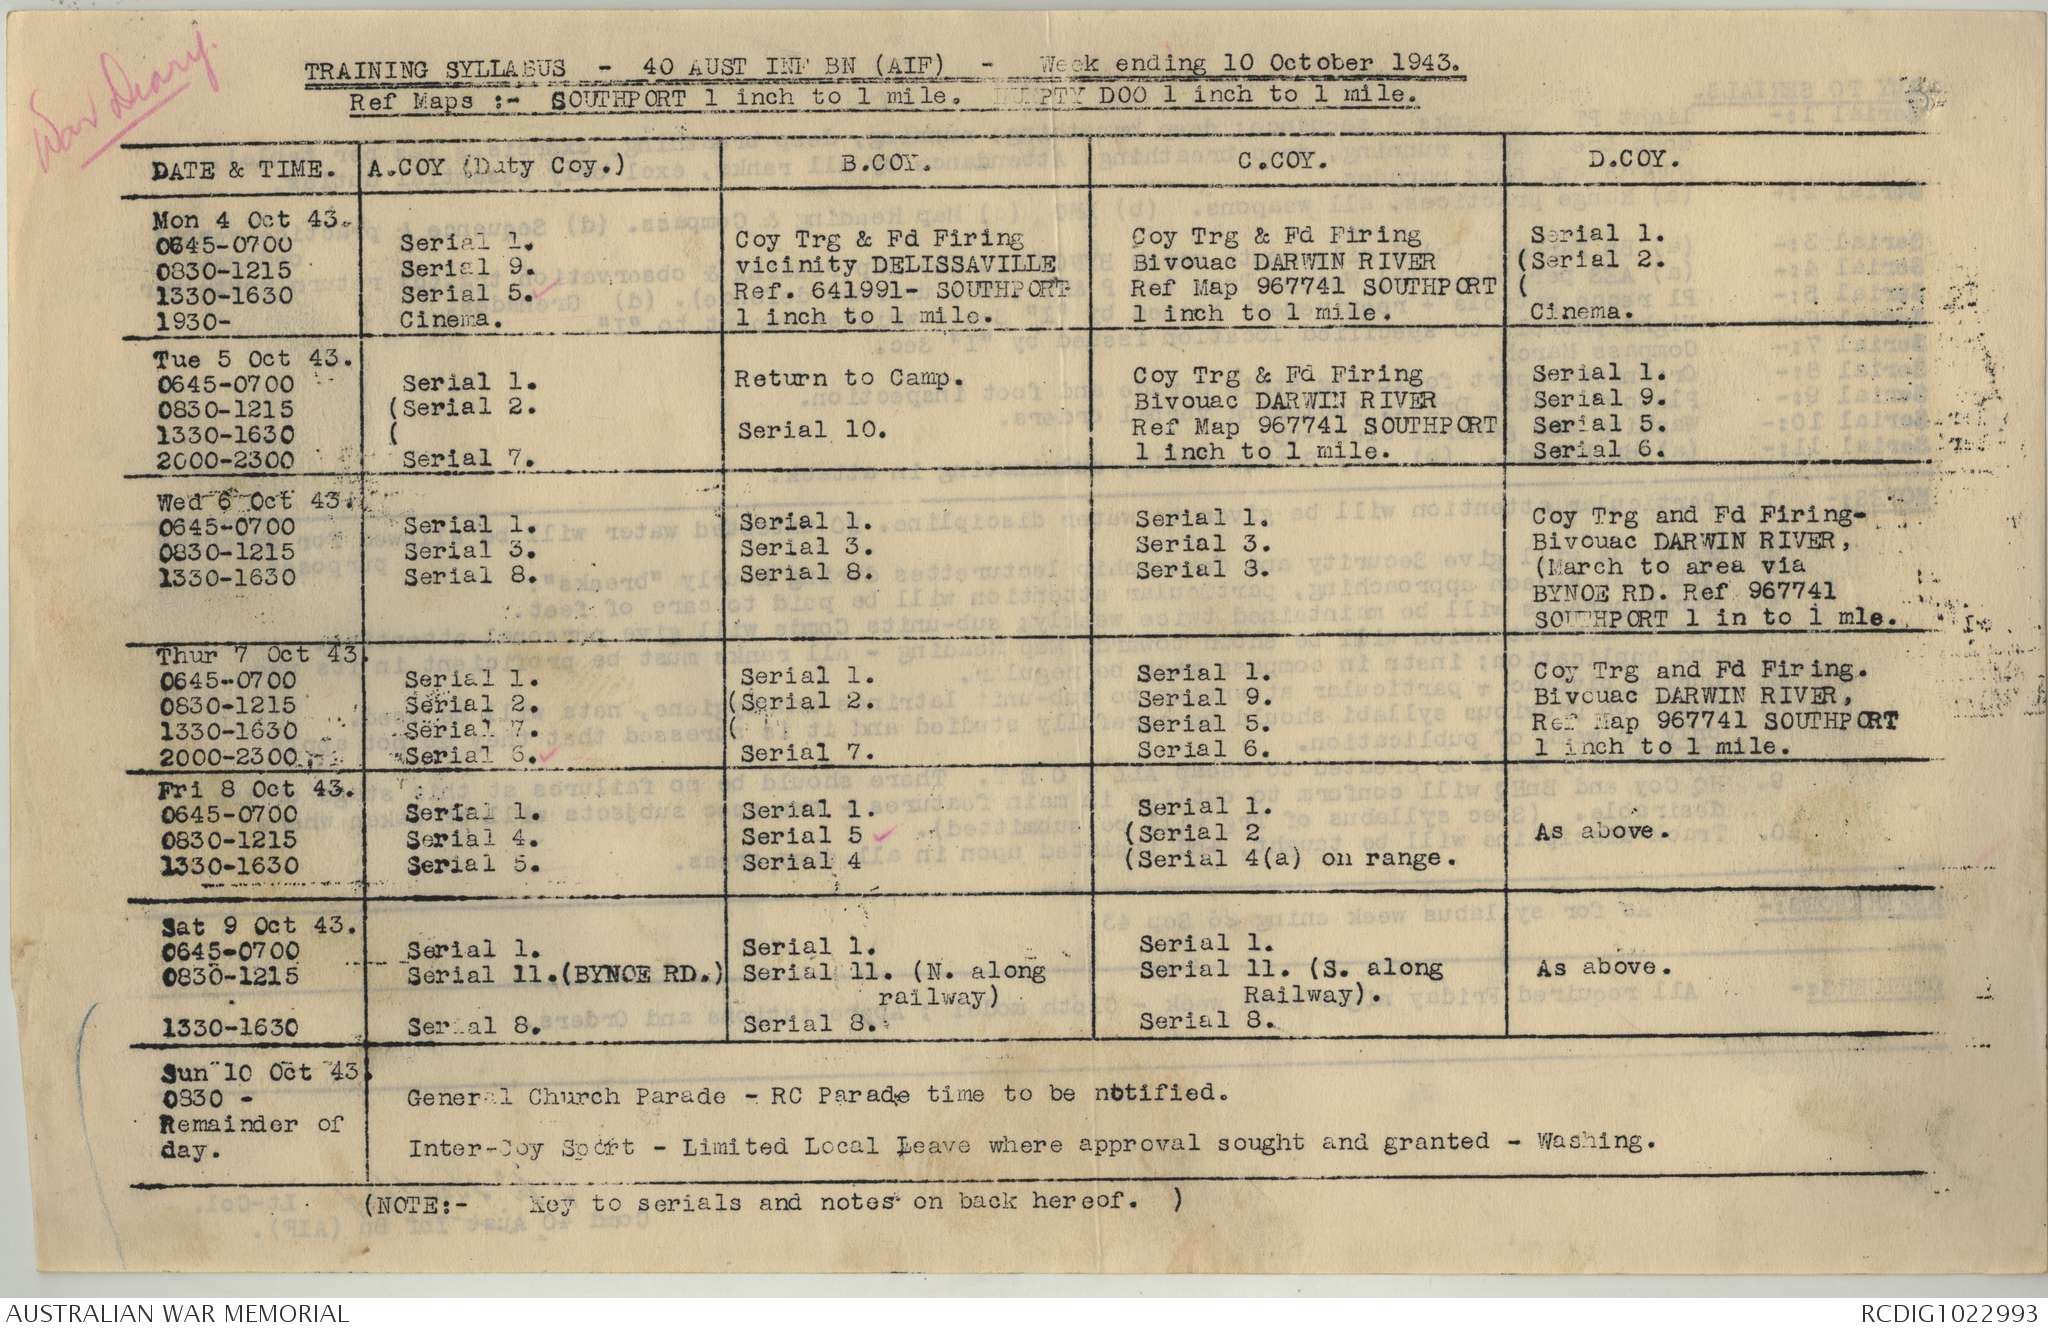 War Diary.
TRAINING SYLLABUS - 40 AUST INF BN (AIF) - Week ending 10 October 1943.
Ref Maps :- SOUTHPORT 1 inch to 1 mile. HUMPTY DOO 1 inch to 1 mile.
DATE & TIME. A.COY (Duty Coy.) B.COY. C.COY. D.COY.
Mon 4 Oct 43.
0645-0700 Serial 1. Coy Trg & Fd Firing Coy Trg & Fd Firing Serial 1.
0830-1215 Serial 9. vicinity DELISSAVILLE Bivouac DARWIN RIVER (Serial 2.
1330-1630 Serial 5. Ref. 641991- SOUTHPORT Ref Map 967741 SOUTHPORT (
1930- Cinema. 1 inch to 1 mile. 1 inch to 1 mile. Cinema.
Tue 5 Oct 43.
0645-0700 Serial 1. Return to Camp. Coy Trg & Fd Firing Serial 1.
0830-1215 (Serial 2. Bivouac DARWIN RIVER Serial 9.
1330-1630 ( Serial 10. Ref Map 967741 SOUTHPORT Serial 5.
2000-2300 Serial 7. 1 inch to 1 mile. Serial 6.
Wed 6 Oct 43.
0645-0700 Serial 1. Serial 1. Serial 1. Coy Trg and Fd Firing-
0830-1215 Serial 3. Serial 3. Serial 3. Bivouac DARWIN RIVER,
1330-1630 Serial 8. Serial 8. Serial 8. (March to area via
BYNOE RD. Ref 967741
SOUTHPORT 1 in to 1 mle.
Thur 7 Oct 43.
0645-0700 Serial 1. Serial 1. Serial 1. Coy Trg and Fd Firing.
0830-1215 Serial 2. (Serial 2. Serial 9. Bivouac DARWIN RIVER,
1330-1630 Serial 7. ( Serial 5. Ref Map 967741 SOUTHPORT
2000-2300 Serial 6. Serial 7. Serial 6. 1 inch to 1 mile.
Fri 8 Oct 43.
0645-0700 Serial 1. Serial 1. Serial 1.
0830-1215 Serial 4. Serial 5 (Serial 2 As above.
1330-1630 Serial 5. Serial 4 (Serial 4(a) on range.
Sat 9 Oct 43.
0645-0700 Serial 1. Serial 1. Serial 1.
0830-1215 Serial 11.(BYNOE RD.) Serial 11. (N. along Serial 11. (S. along As above.
railway) Railway).
1330-1630 Serial 8. Serial 8. Serial 8.
Sun 10 Oct 43.
0830 - General Church Parade - RC Parade time to be notified.
Remainder of
day. Inter-Coy Sport - Limited Local Leave where approval sought and granted - Washing.
(NOTE:- Key to serials and notes on back hereof. )
AUSTRALIAN WAR MEMORIAL RCDIG1022993